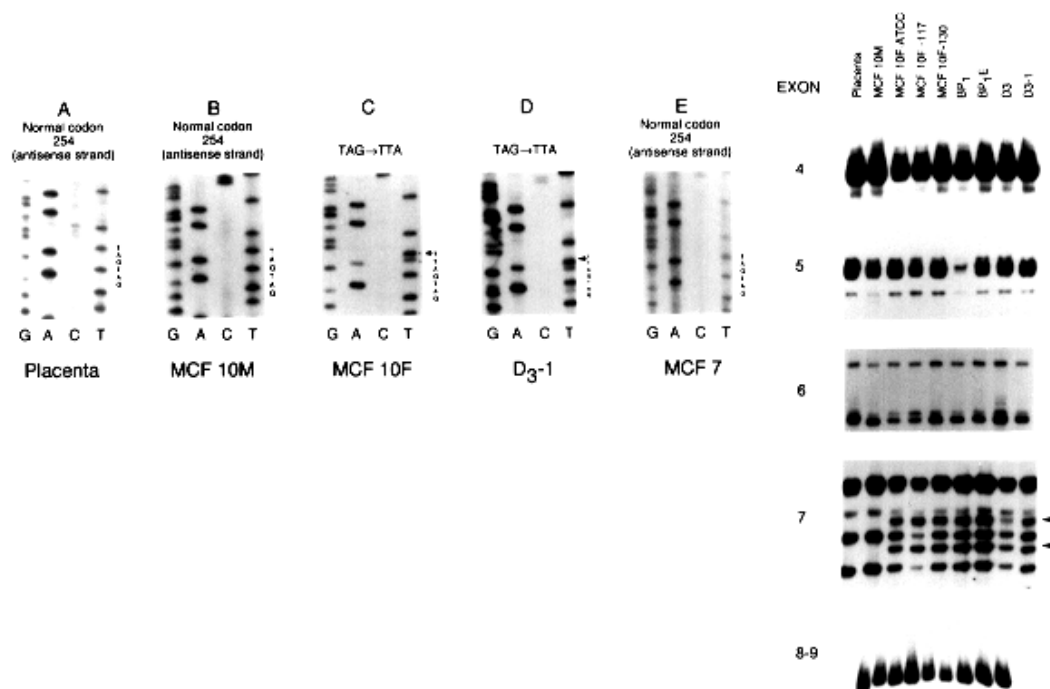 A
Normal codon
254
(antisense strand)
G A C T
Placenta
B
Normal codon
254
(antisense strand)
G A C T
MCF 10M
C
TAG→TTA
G A C T
MCF 10F
D
TAG→TTA
G A C T
D3-1
E
Normal codon
254
(antisense strand)
G A C T
MCF 7
EXON
Placenta
MCF 10M
MCF 10F ATCC
MCF 10F -117
MCF 10F-130
BP1
BP1-E
D3
D3-1
4
5
6
7
8-9